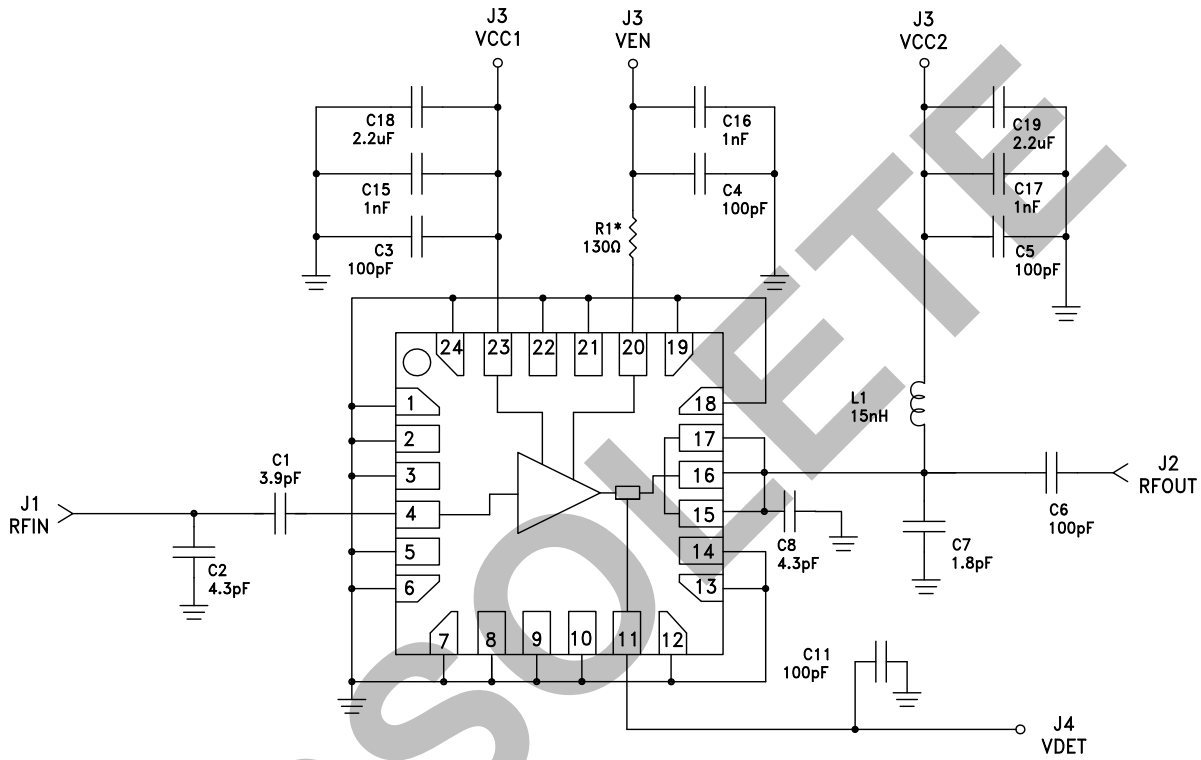 J3
VCC1
J3
VEN
J3
VCC2
C18
2.2uF
C16
1nF
C19
2.2uF
C15
1nF
C4
100pF
C17
1nF
C3
100pF
R1*
130Ω
C5
100pF
24
23
22
21
20
19
1
2
3
4
5
6
18
17
16
15
14
13
7
8
9
10
11
12
L1
15nH
C1
3.9pF
J1
RFIN
C2
4.3pF
C8
4.3pF
C7
1.8pF
C6
100pF
J2
RFOUT
C11
100pF
J4
VDET
SOLETE